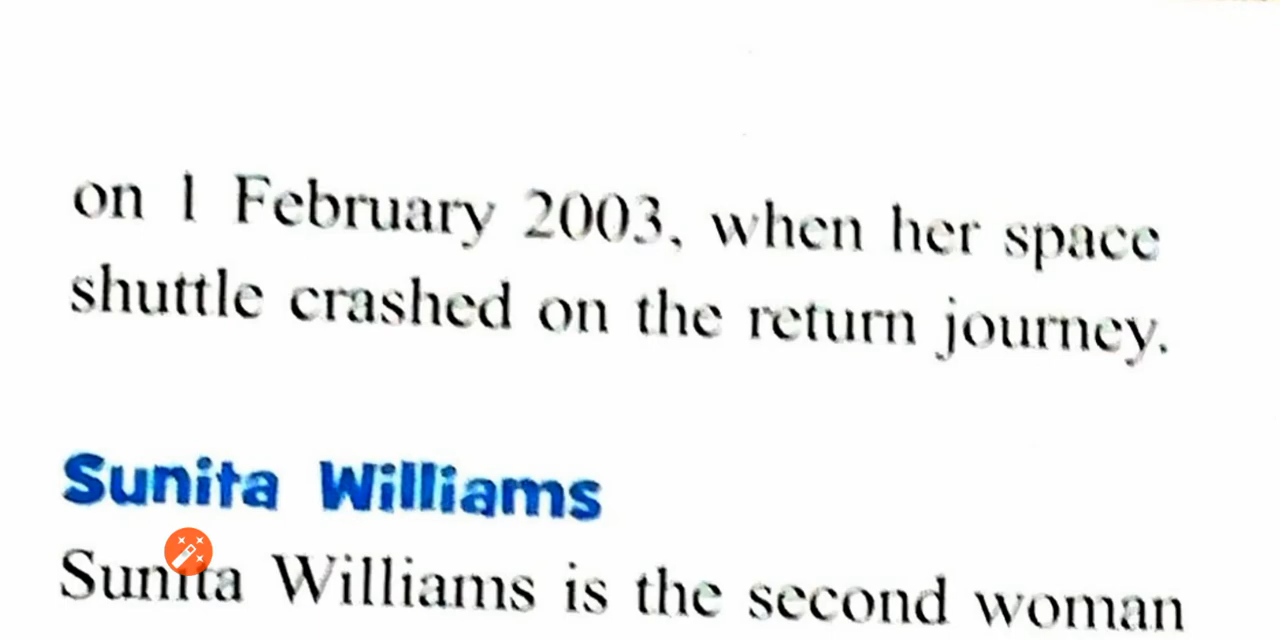 on 1 February 2003, when her space
shuttle crashed on the return journey.
Sunita Williams
Sunita Williams is the second woman